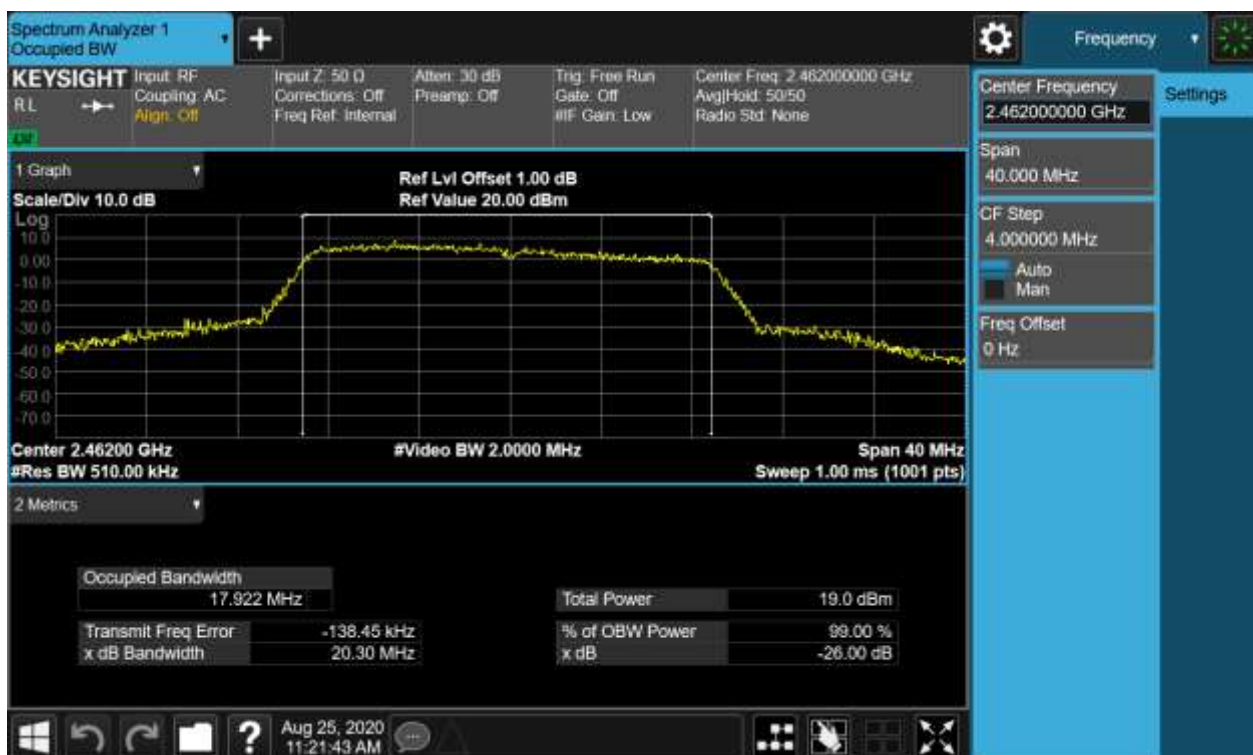 Spectrum Analyzer 1
Occupied BW
Frequency
KEYSIGHT
RL
Input: RF
Coupling: AC
Align: Off
Input Z: 50 Ω
Corrections: Off
Freq Ref: Internal
Atten: 30 dB
Preamp: Off
Trig: Free Run
Gate: Off
#IF Gain: Low
Center Freq: 2.462000000 GHz
Avg|Hold: 50/50
Radio Std: None
Center Frequency
2.462000000 GHz
Settings
Span
40.000 MHz
CF Step
4.000000 MHz
Auto
Man
Freq Offset
0 Hz
1 Graph
Scale/Div 10.0 dB
Ref Lvl Offset 1.00 dB
Ref Value 20.00 dBm
Log
10.0
0.00
-10.0
-20.0
-30.0
-40.0
-50.0
-60.0
-70.0
Center 2.46200 GHz
#Video BW 2.0000 MHz
Span 40 MHz
#Res BW 510.00 kHz
Sweep 1.00 ms (1001 pts)
2 Metrics
Occupied Bandwidth
17.922 MHz
Total Power 19.0 dBm
Transmit Freq Error -138.45 kHz
% of OBW Power 99.00 %
x dB Bandwidth 20.30 MHz
x dB -26.00 dB
?
Aug 25, 2020
11:21:43 AM